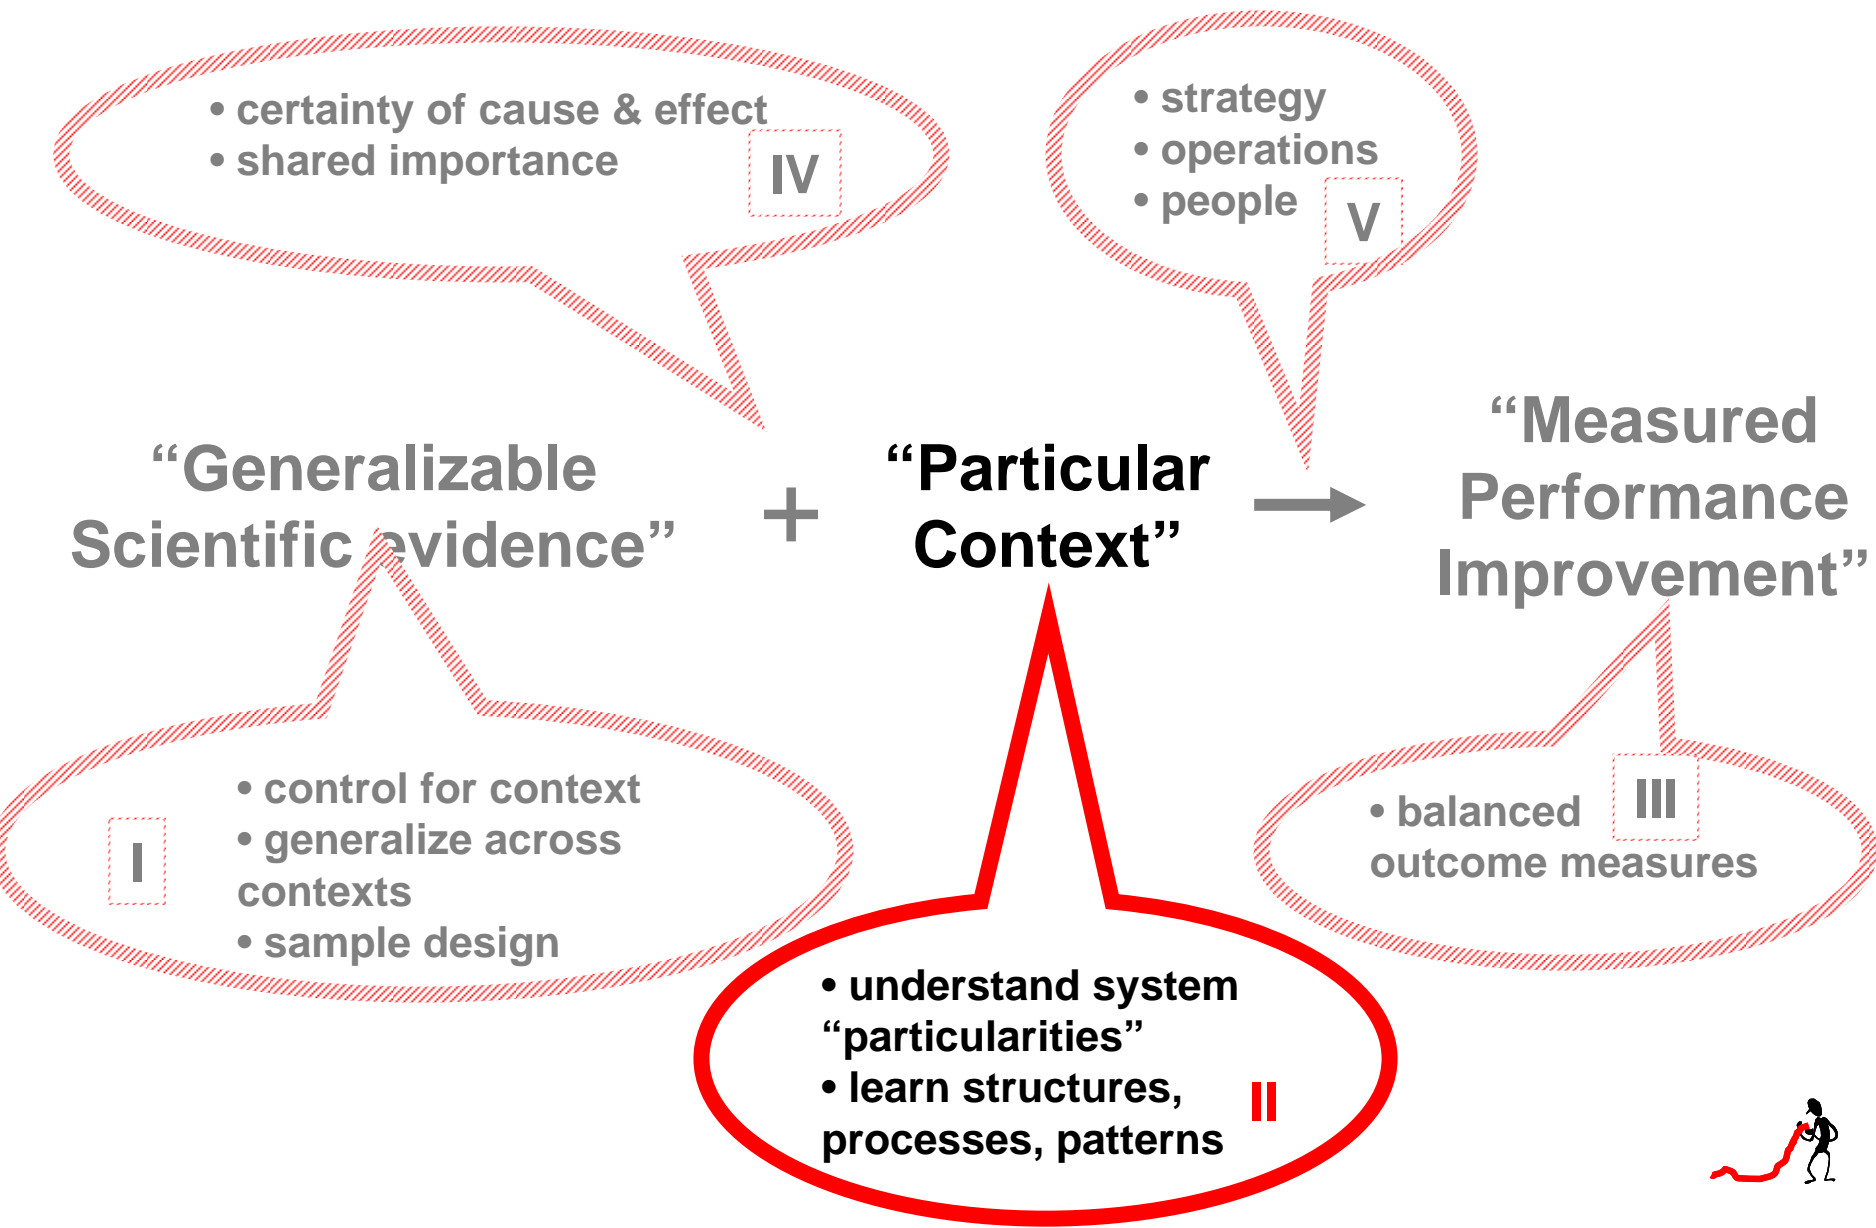 • certainty of cause & effect
• shared importance
IV
• strategy
• operations
• people
V
“Generalizable
Scientific evidence”
+
“Particular
Context”
“Measured
Performance
Improvement”
I
• control for context
• generalize across
contexts
• sample design
• understand system
“particularities”
• learn structures,
processes, patterns
II
III
• balanced
outcome measures